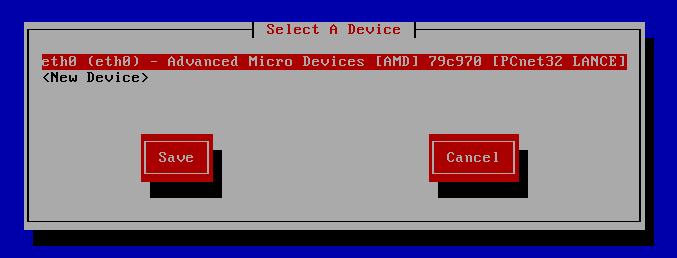 Select A Device
eth0 (eth0) - Advanced Micro Devices [AMD] 79c970 [PCnet32 LANCE]
<New Device>
Save Cancel